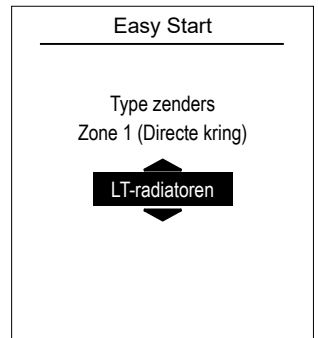 Easy Start
Type zenders
Zone 1 (Directe kring)
LT-radiatoren